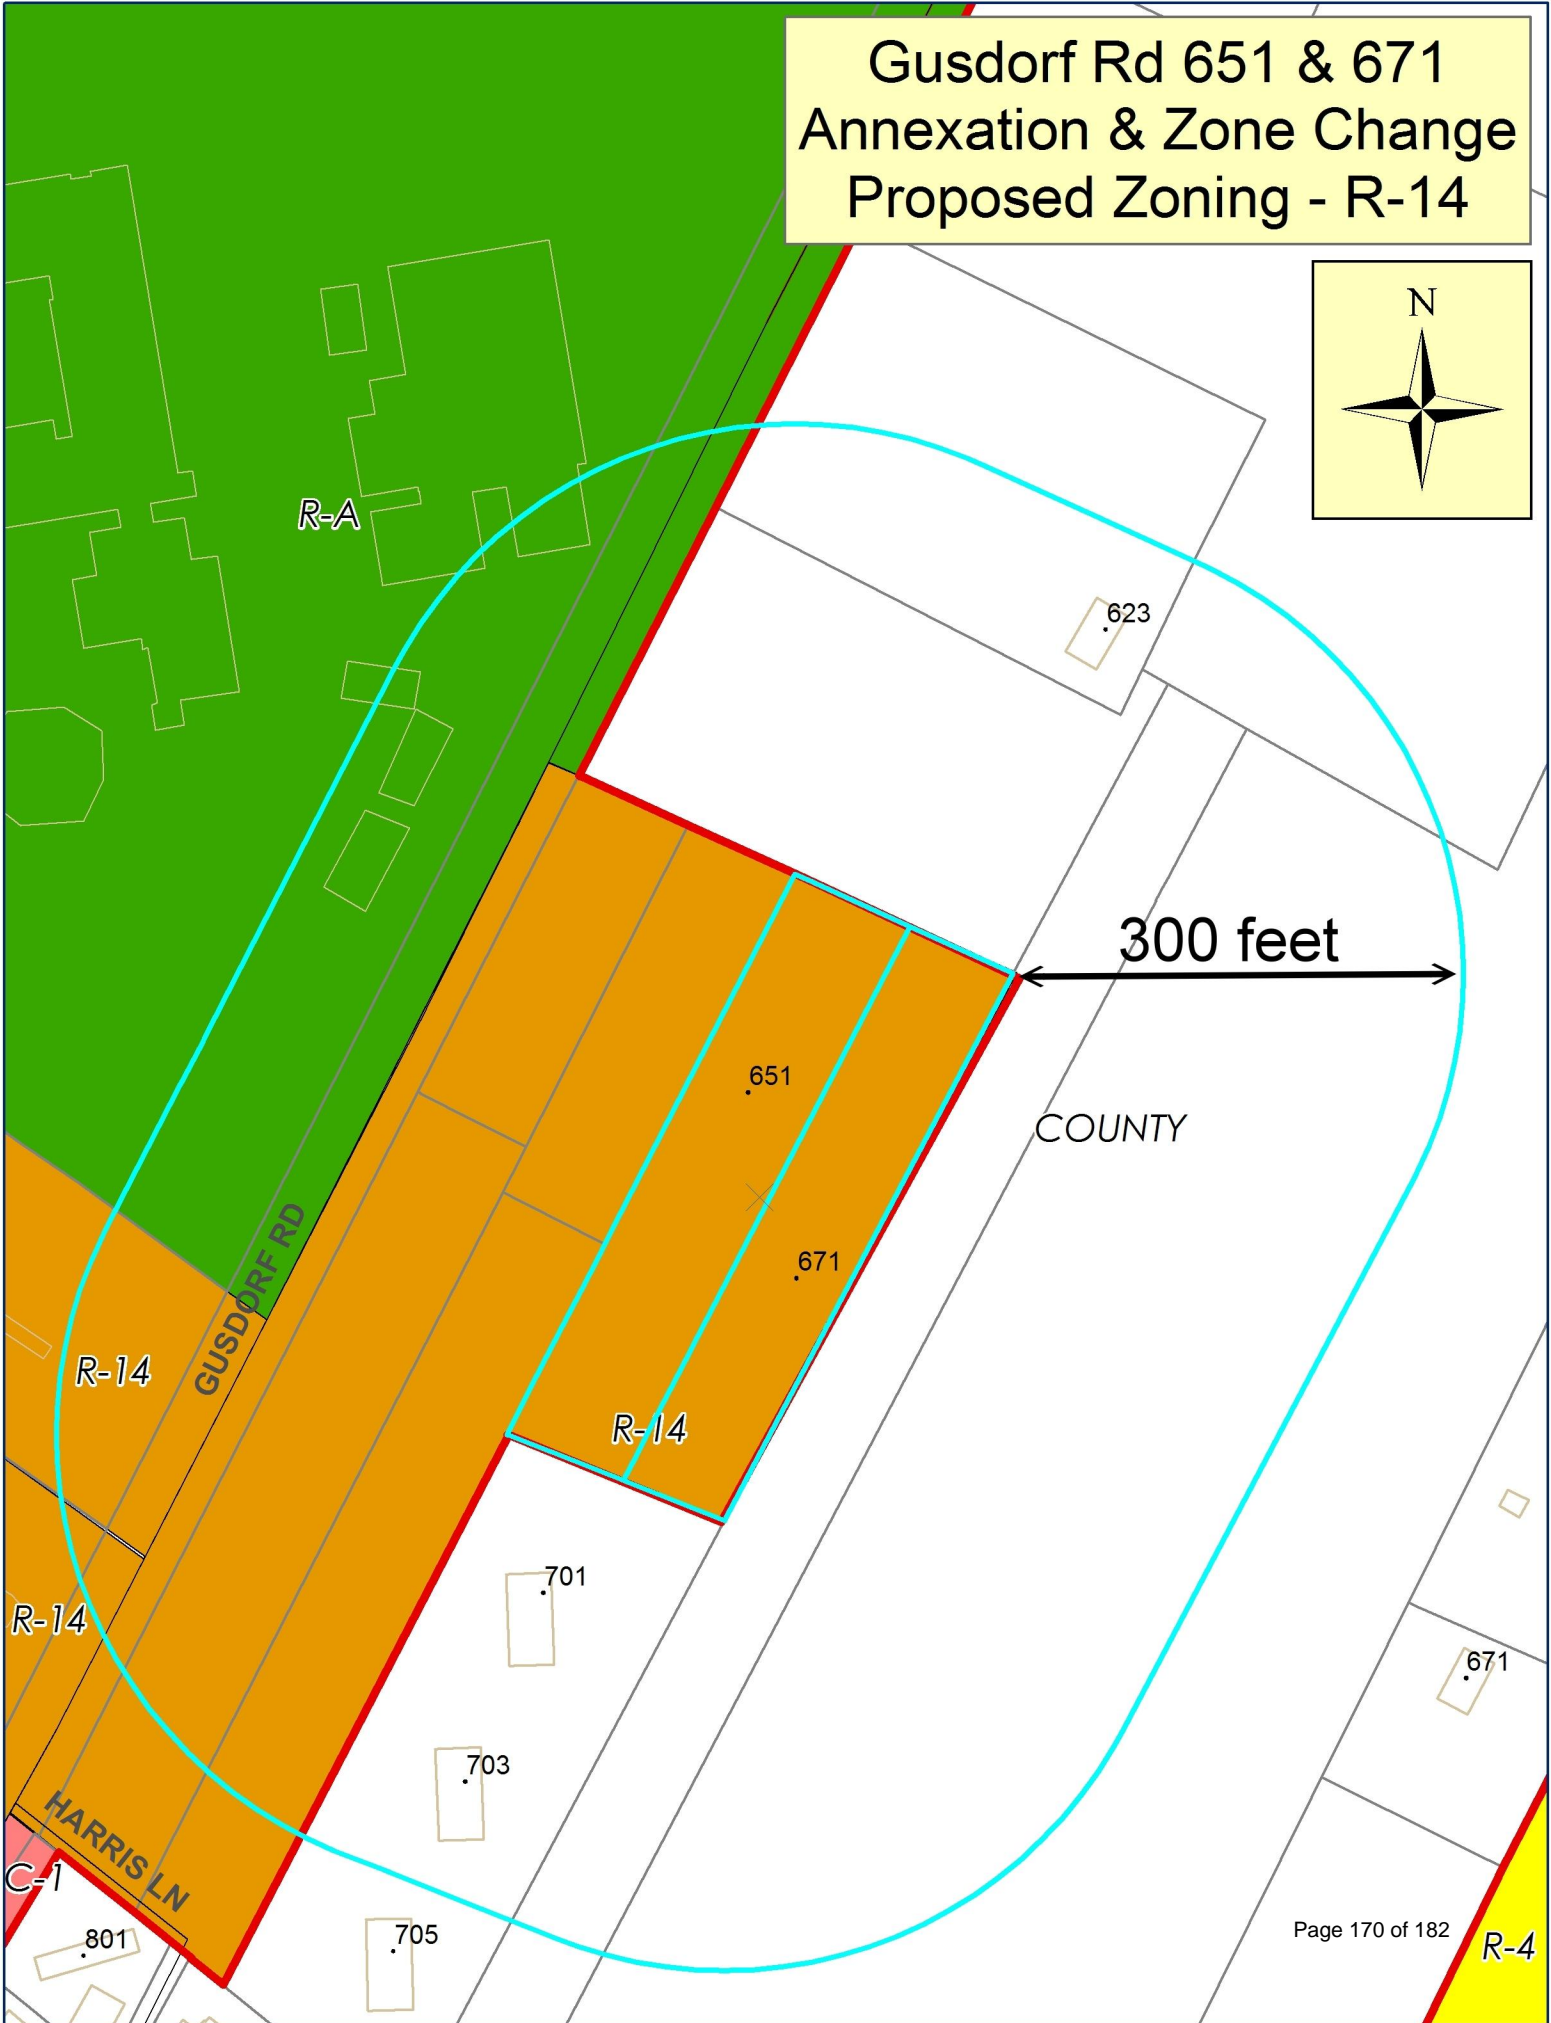 Gusdorf Rd 651 & 671
Annexation & Zone Change
Proposed Zoning - R-14
N
R-A
623
300 feet
651
COUNTY
671
GUSDORF RD
R-14
R-14
701
R-14
671
703
HARRIS LN
C-1
801
705
Page 170 of 182
R-4